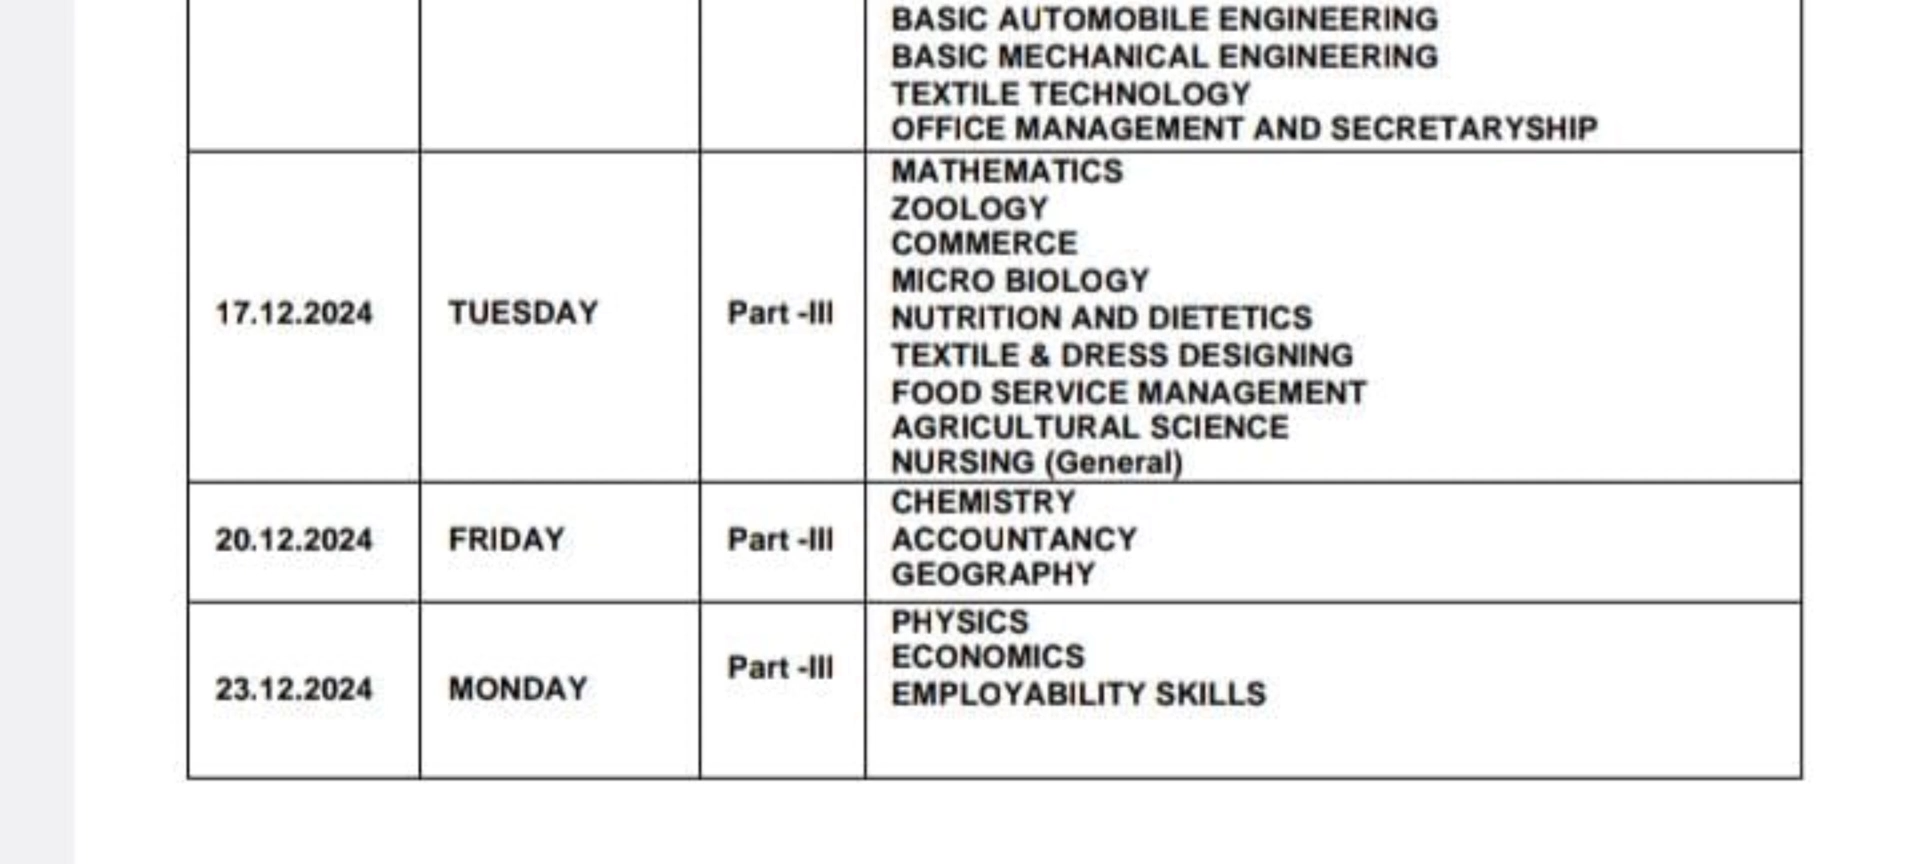 BASIC AUTOMOBILE ENGINEERING
BASIC MECHANICAL ENGINEERING
TEXTILE TECHNOLOGY
OFFICE MANAGEMENT AND SECRETARYSHIP
17.12.2024 TUESDAY Part -III
MATHEMATICS
ZOOLOGY
COMMERCE
MICRO BIOLOGY
NUTRITION AND DIETETICS
TEXTILE & DRESS DESIGNING
FOOD SERVICE MANAGEMENT
AGRICULTURAL SCIENCE
NURSING (General)
20.12.2024 FRIDAY Part -III
CHEMISTRY
ACCOUNTANCY
GEOGRAPHY
23.12.2024 MONDAY Part -III
PHYSICS
ECONOMICS
EMPLOYABILITY SKILLS